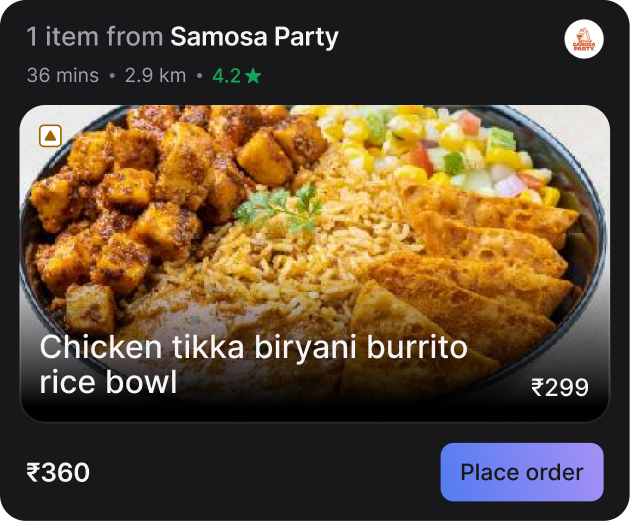 1 item from Samosa Party
SAMOSA
PARTY
36 mins • 2.9 km • 4.2★
Chicken tikka biryani burrito
rice bowl
₹299
₹360
Place order